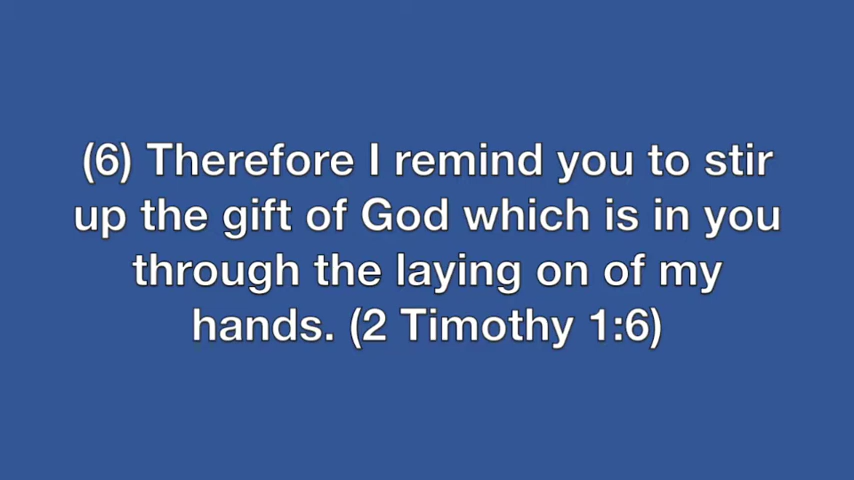 (6) Therefore I remind you to stir
up the gift of God which is in you
through the laying on of my
hands. (2 Timothy 1:6)